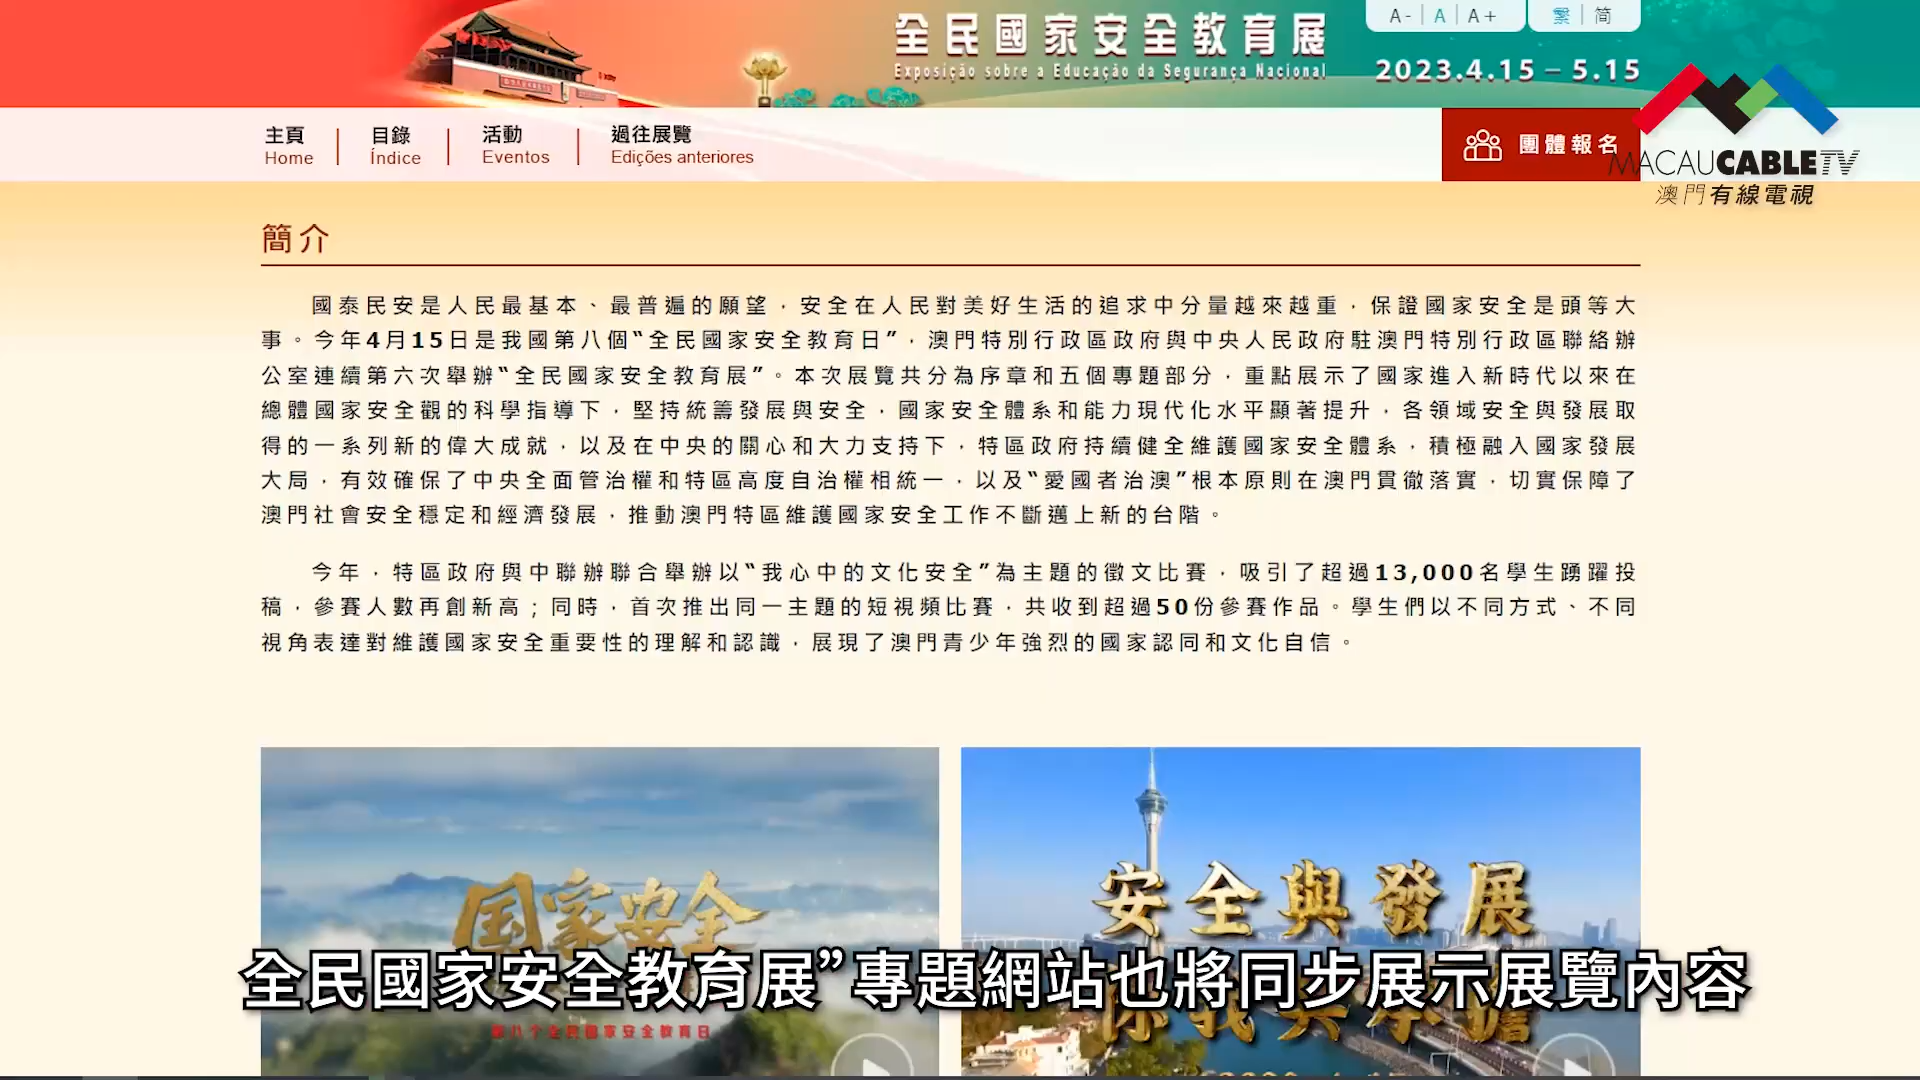 全民國家安全教育展
Exposição sobre a Educação da Segurança Nacional
A- | A | A+
繁 | 简
2023.4.15 – 5.15
主頁
Home
目錄
Índice
活動
Eventos
過往展覽
Edições anteriores
團體報名
MACAUCABLETV
澳門有線電視
簡介
國泰民安是人民最基本、最普遍的願望，安全在人民對美好生活的追求中分量越來越重，保證國家安全是頭等大
事。今年4月15日是我國第八個“全民國家安全教育日”，澳門特別行政區政府與中央人民政府駐澳門特別行政區聯絡辦
公室連續第六次舉辦“全民國家安全教育展”。本次展覽共分為序章和五個專題部分，重點展示了國家進入新時代以來在
總體國家安全觀的科學指導下，堅持統籌發展與安全，國家安全體系和能力現代化水平顯著提升，各領域安全與發展取
得的一系列新的偉大成就，以及在中央的關心和大力支持下，特區政府持續健全維護國家安全體系，積極融入國家發展
大局，有效確保了中央全面管治權和特區高度自治權相統一，以及“愛國者治澳”根本原則在澳門貫徹落實，切實保障了
澳門社會安全穩定和經濟發展，推動澳門特區維護國家安全工作不斷邁上新的台階。
今年，特區政府與中聯辦聯合舉辦以“我心中的文化安全”為主題的徵文比賽，吸引了超過13,000名學生踴躍投
稿，參賽人數再創新高；同時，首次推出同一主題的短視頻比賽，共收到超過50份參賽作品。學生們以不同方式、不同
視角表達對維護國家安全重要性的理解和認識，展現了澳門青少年強烈的國家認同和文化自信。
国家安全
第八个全民國家安全教育日
安全與發展
你我共承擔
全民國家安全教育展”專題網站也將同步展示展覽內容